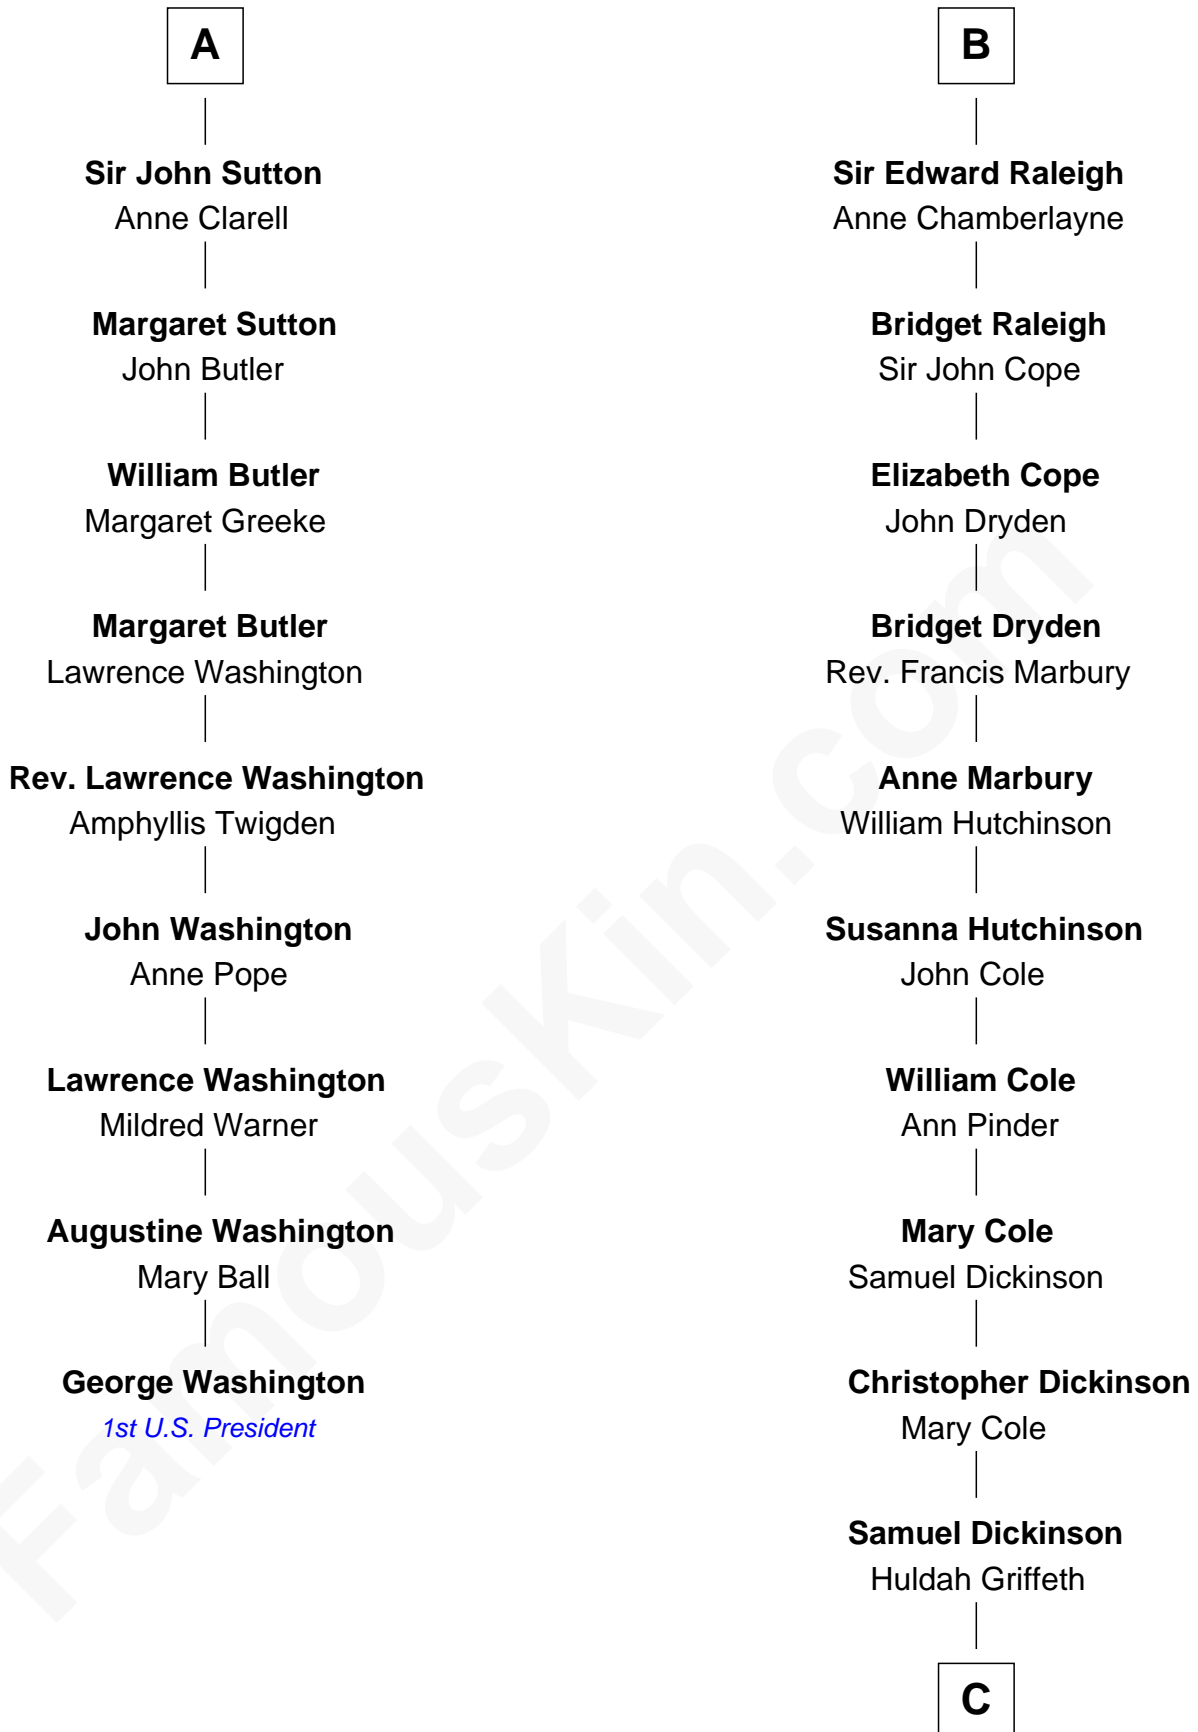 A
Sir John Sutton
Anne Clarell
Margaret Sutton
John Butler
William Butler
Margaret Greeke
Margaret Butler
Lawrence Washington
Rev. Lawrence Washington
Amphyllis Twigden
John Washington
Anne Pope
Lawrence Washington
Mildred Warner
Augustine Washington
Mary Ball
George Washington
1st U.S. President
B
Sir Edward Raleigh
Anne Chamberlayne
Bridget Raleigh
Sir John Cope
Elizabeth Cope
John Dryden
Bridget Dryden
Rev. Francis Marbury
Anne Marbury
William Hutchinson
Susanna Hutchinson
John Cole
William Cole
Ann Pinder
Mary Cole
Samuel Dickinson
Christopher Dickinson
Mary Cole
Samuel Dickinson
Huldah Griffeth
C
FamousKin.com